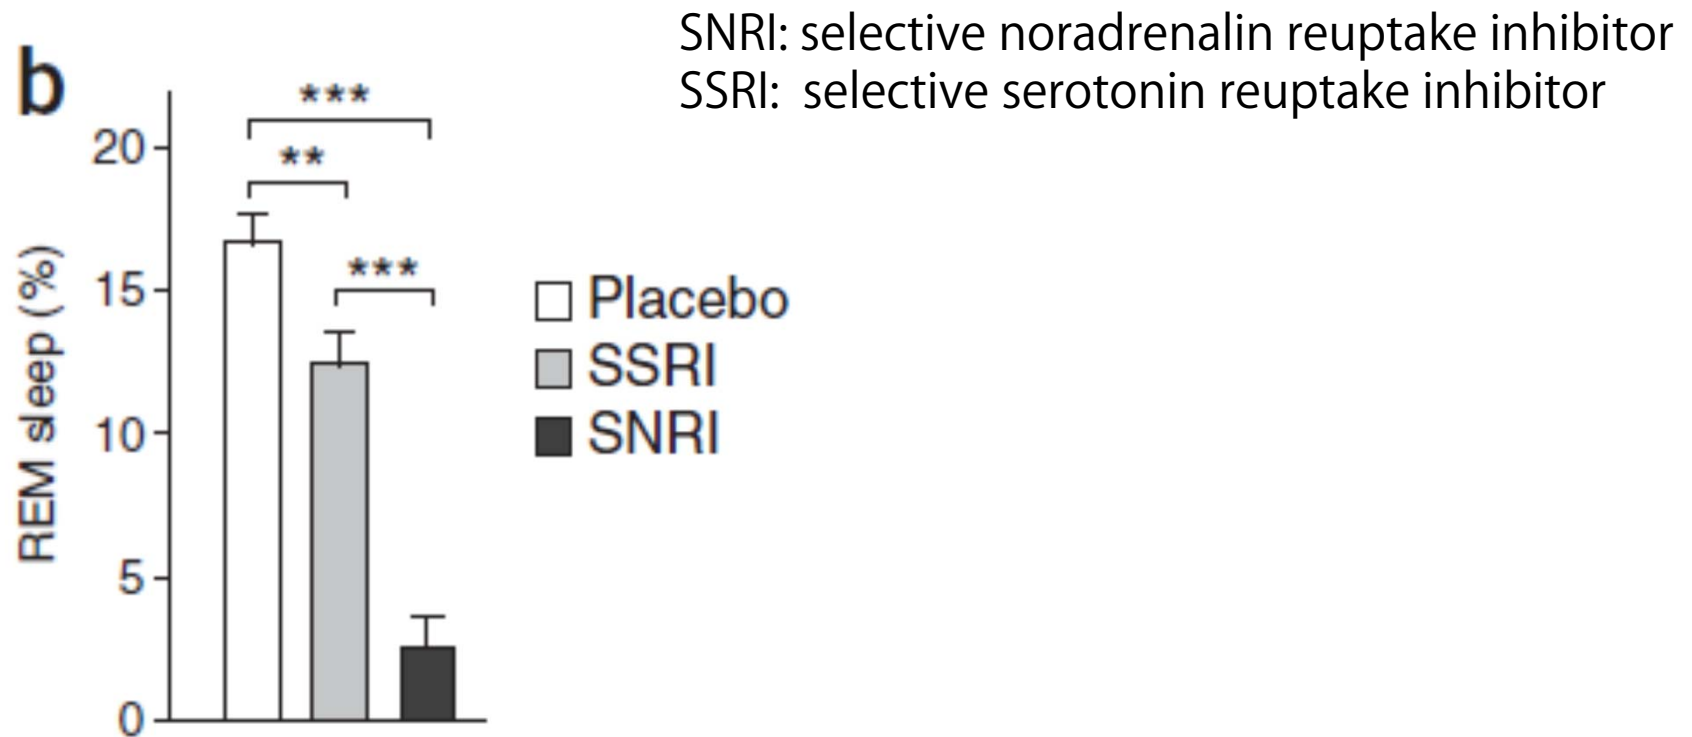 SNRI: selective noradrenalin reuptake inhibitor
SSRI: selective serotonin reuptake inhibitor
b
***
20
**
REM sleep (%)
15
***
Placebo
SSRI
10
SNRI
5
0